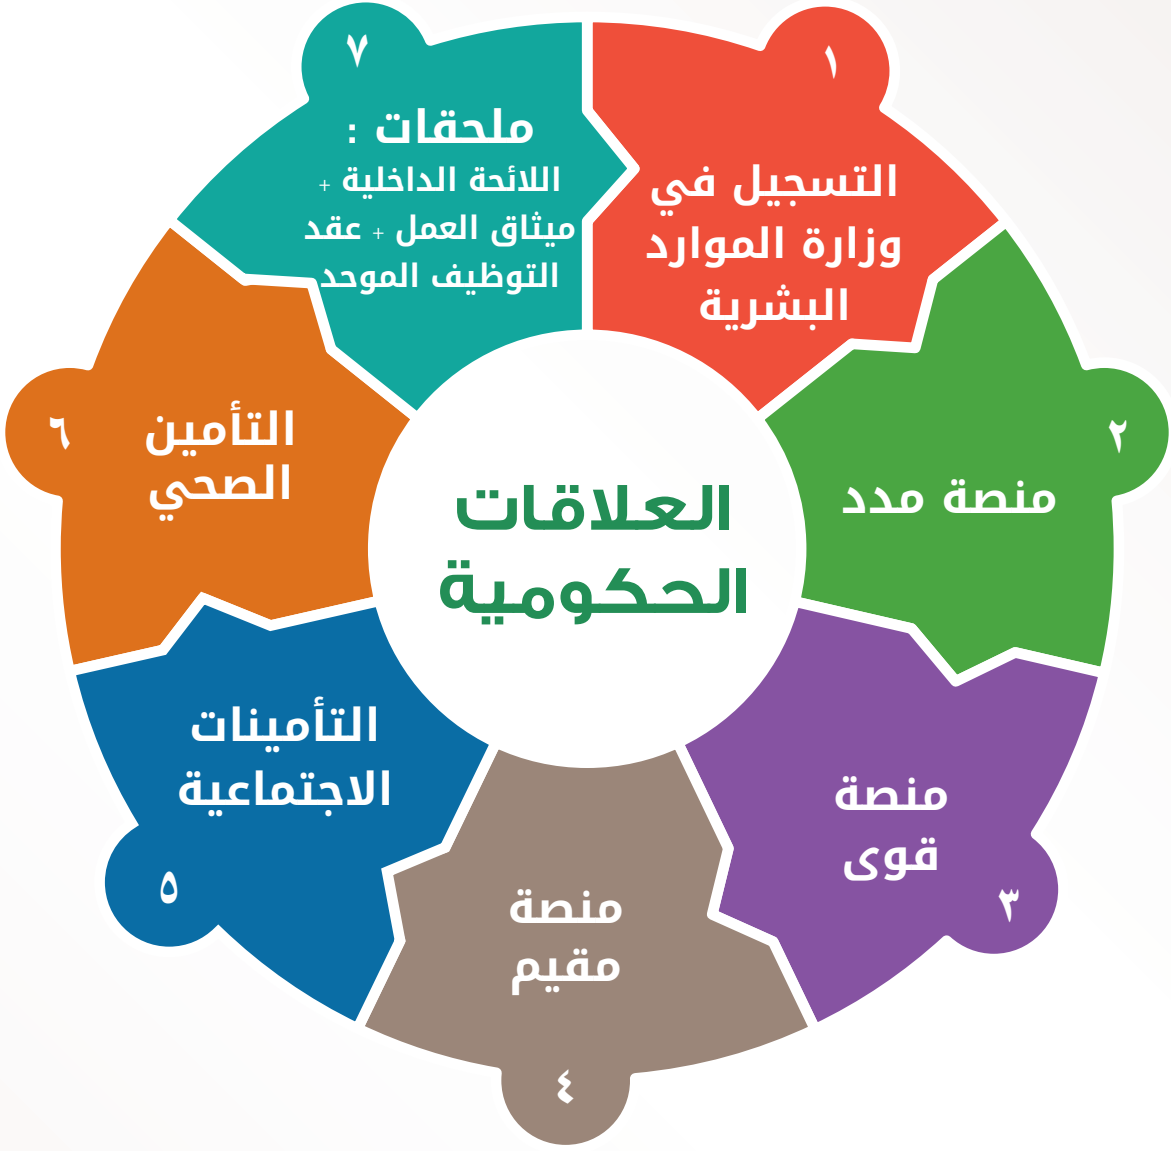 العلاقات
الحكومية
١
التسجيل في
وزارة الموارد
البشرية
٢
منصة مدد
٣
منصة
قوى
٤
منصة
مقيم
٥
التأمينات
الاجتماعية
٦
التأمين
الصحي
٧
ملحقات :
اللائحة الداخلية +
ميثاق العمل + عقد
التوظيف الموحد